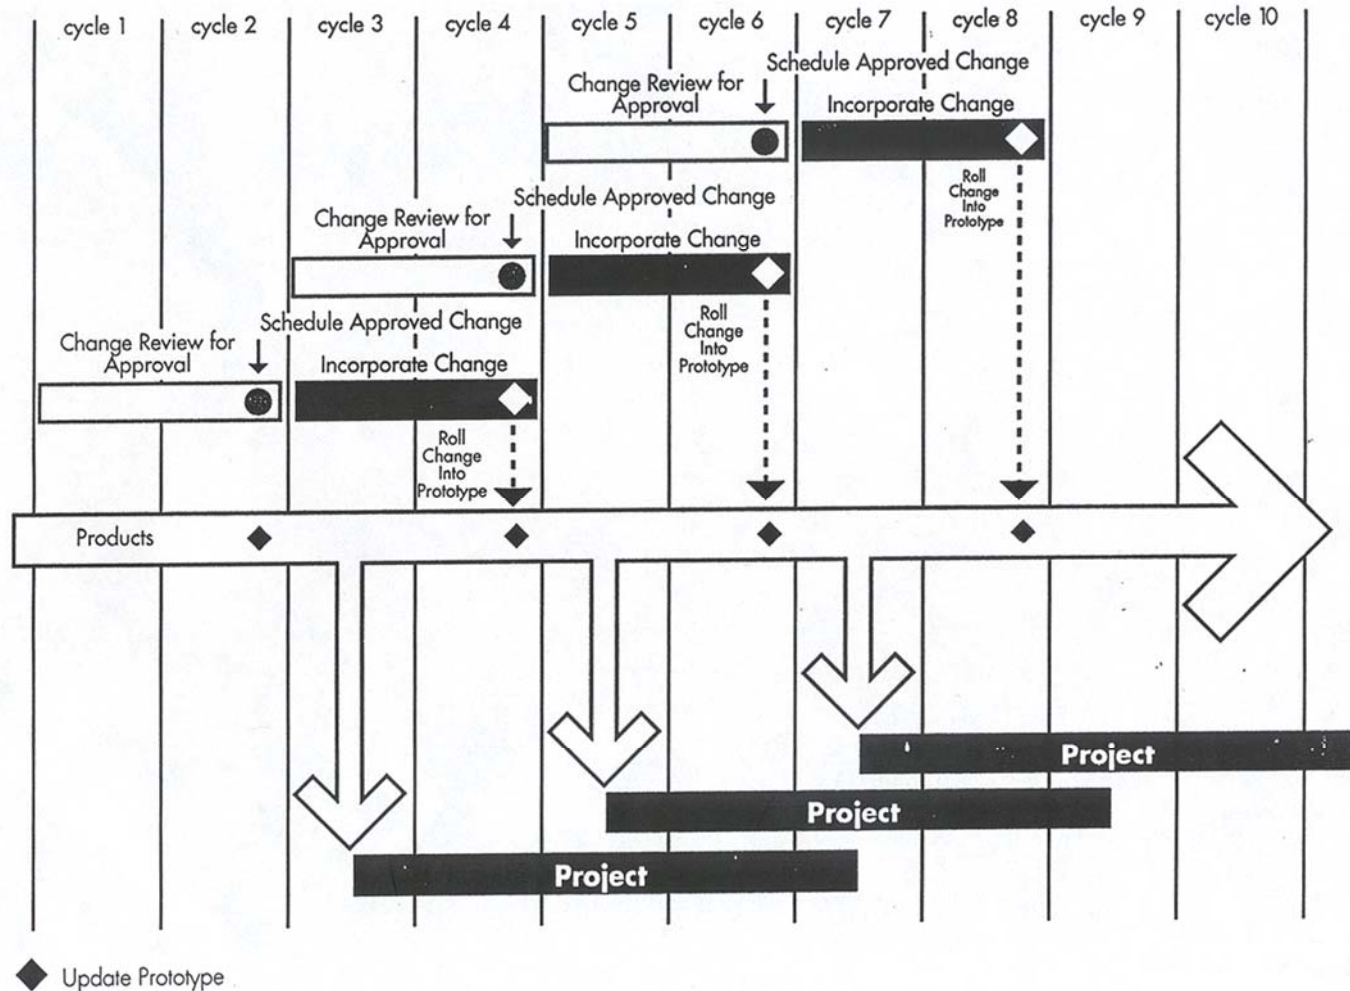 cycle 1 cycle 2 cycle 3 cycle 4 cycle 5 cycle 6 cycle 7 cycle 8 cycle 9 cycle 10
Schedule Approved Change
Change Review for
Approval
Incorporate Change
Roll
Change
Into
Prototype
Schedule Approved Change
Change Review for
Approval
Incorporate Change
Roll
Change
Into
Prototype
Schedule Approved Change
Change Review for
Approval
Incorporate Change
Roll
Change
Into
Prototype
Products
Project
Project
Project
Update Prototype